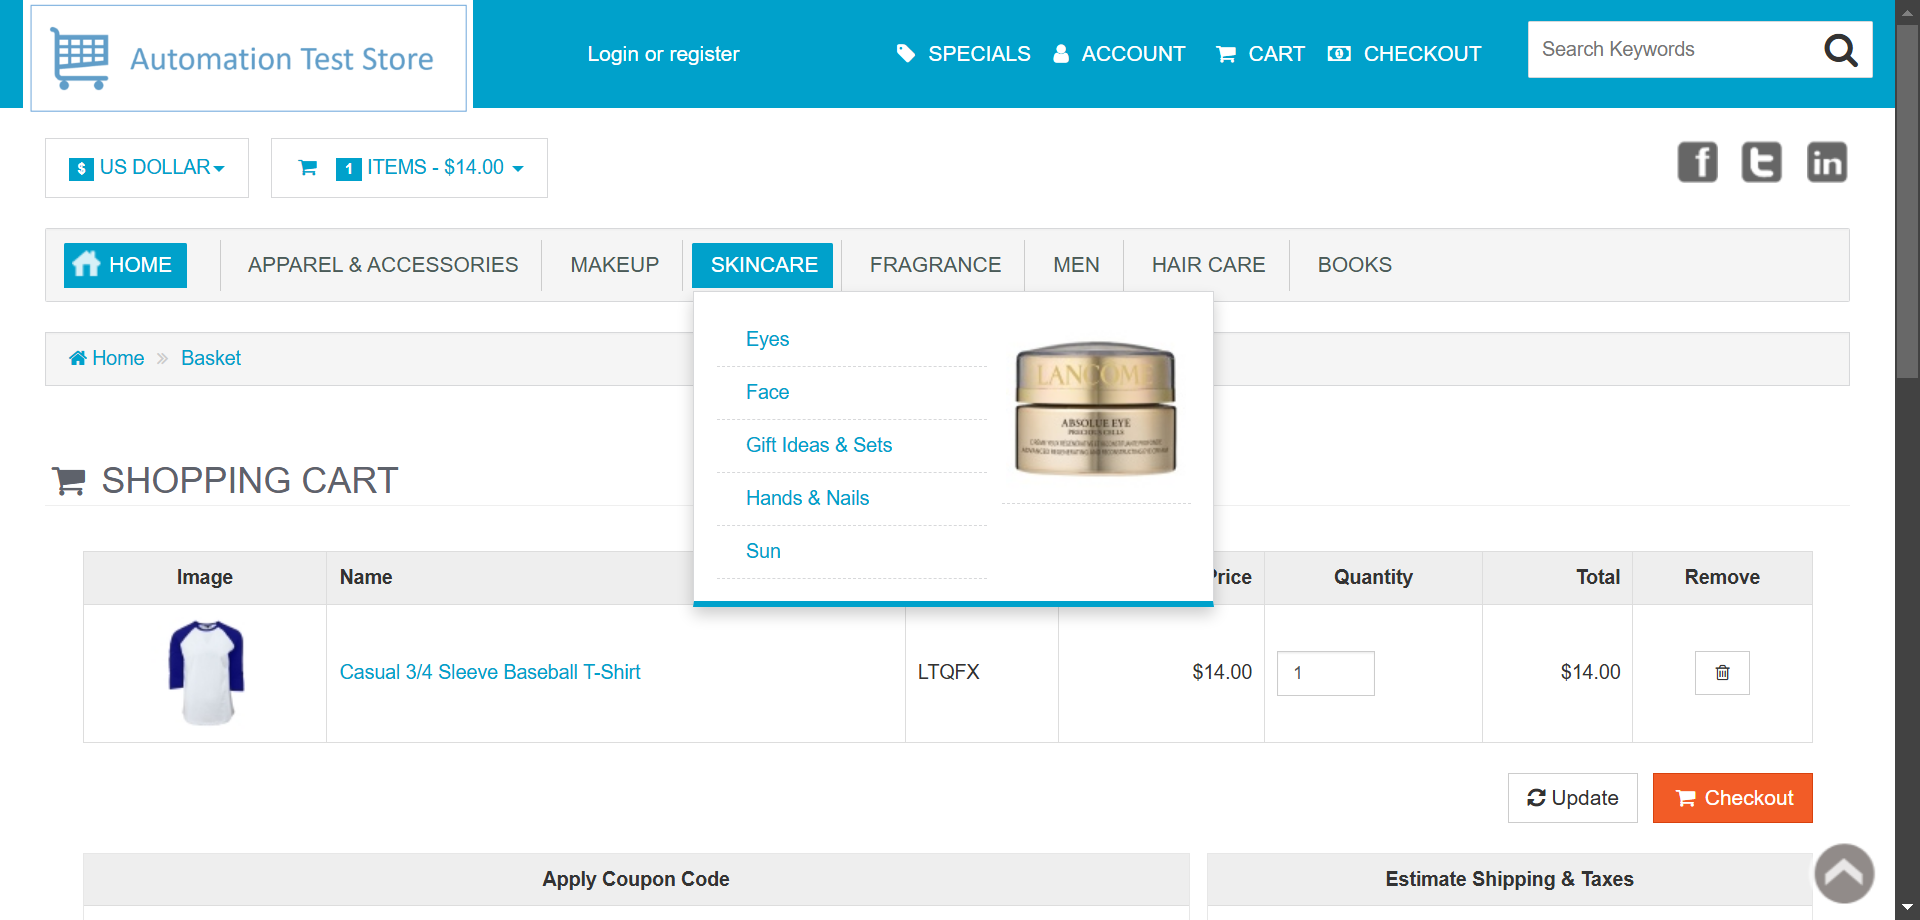 Automation Test Store
Login or register
SPECIALS
ACCOUNT
CART
CHECKOUT
Search Keywords
$ US DOLLAR
1 ITEMS - $14.00
HOME
APPAREL & ACCESSORIES
MAKEUP
SKINCARE
FRAGRANCE
MEN
HAIR CARE
BOOKS
Eyes
Face
Gift Ideas & Sets
Hands & Nails
Sun
LANCOME
ABSOLUE EYE
PRECIOUS CELLS
Home
Basket
SHOPPING CART
Image
Name
Price
Quantity
Total
Remove
Casual 3/4 Sleeve Baseball T-Shirt
LTQFX
$14.00
1
$14.00
Update
Checkout
Apply Coupon Code
Estimate Shipping & Taxes